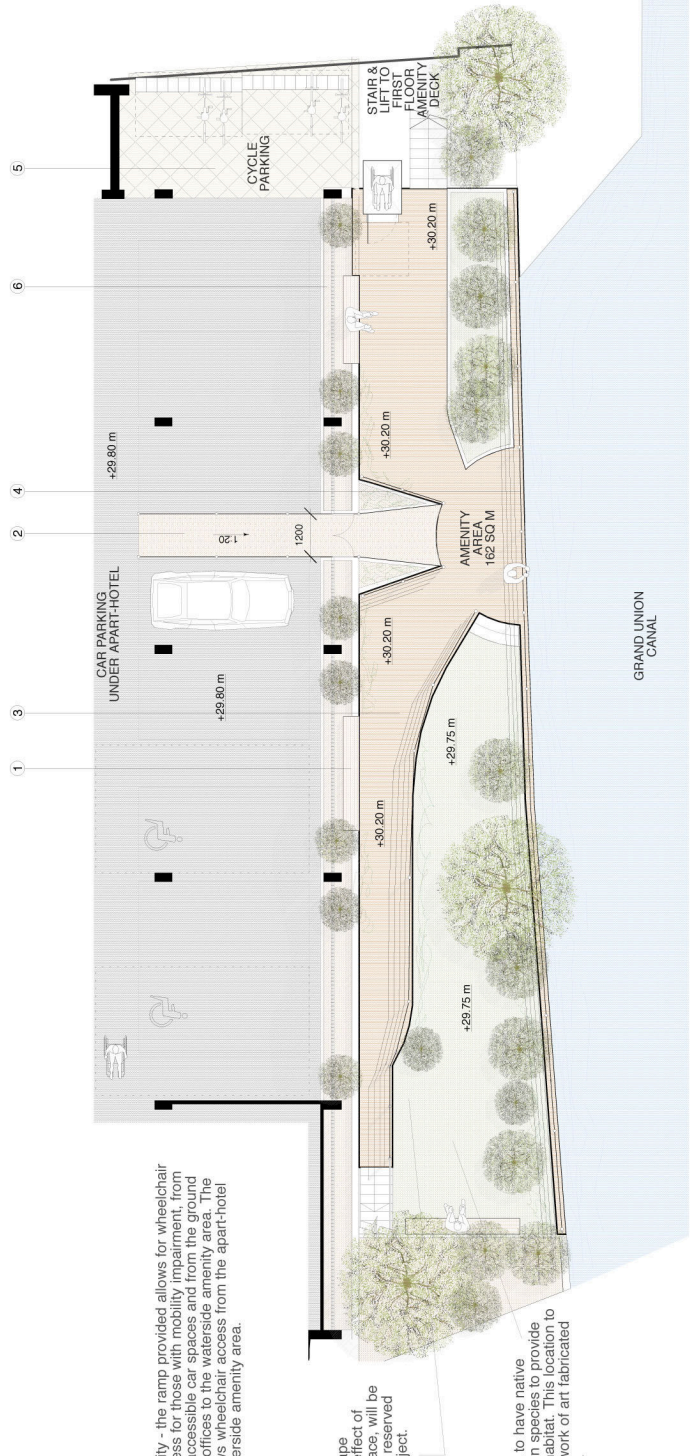 1
3
2
4
6
5
CAR PARKING
UNDER APART-HOTEL
+29.80 m
+29.80 m
1:20
1200
CYCLE
PARKING
STAIR &
LIFT TO
FIRST
FLOOR
AMENITY
DECK
+30.20 m
+30.20 m
+30.20 m
+30.20 m
AMENITY
AREA
162 SQ M
+29.75 m
+29.75 m
GRAND UNION
CANAL
ty - the ramp provided allows for wheelchair
ess for those with mobility impairment, from
ccessible car spaces and from the ground
offices to the waterside amenity area. The
ws wheelchair access from the apart-hotel
erside amenity area.
ape
ffect of
ace, will be
reserved
ject.
to have native
n species to provide
abitat. This location to
work of art fabricated